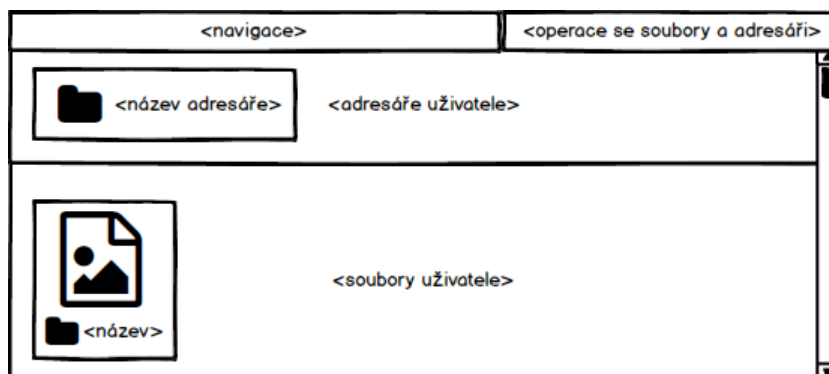 <navigace>
<operace se soubory a adresáři>
<název adresáře>
<adresáře uživatele>
<soubory uživatele>
<název>